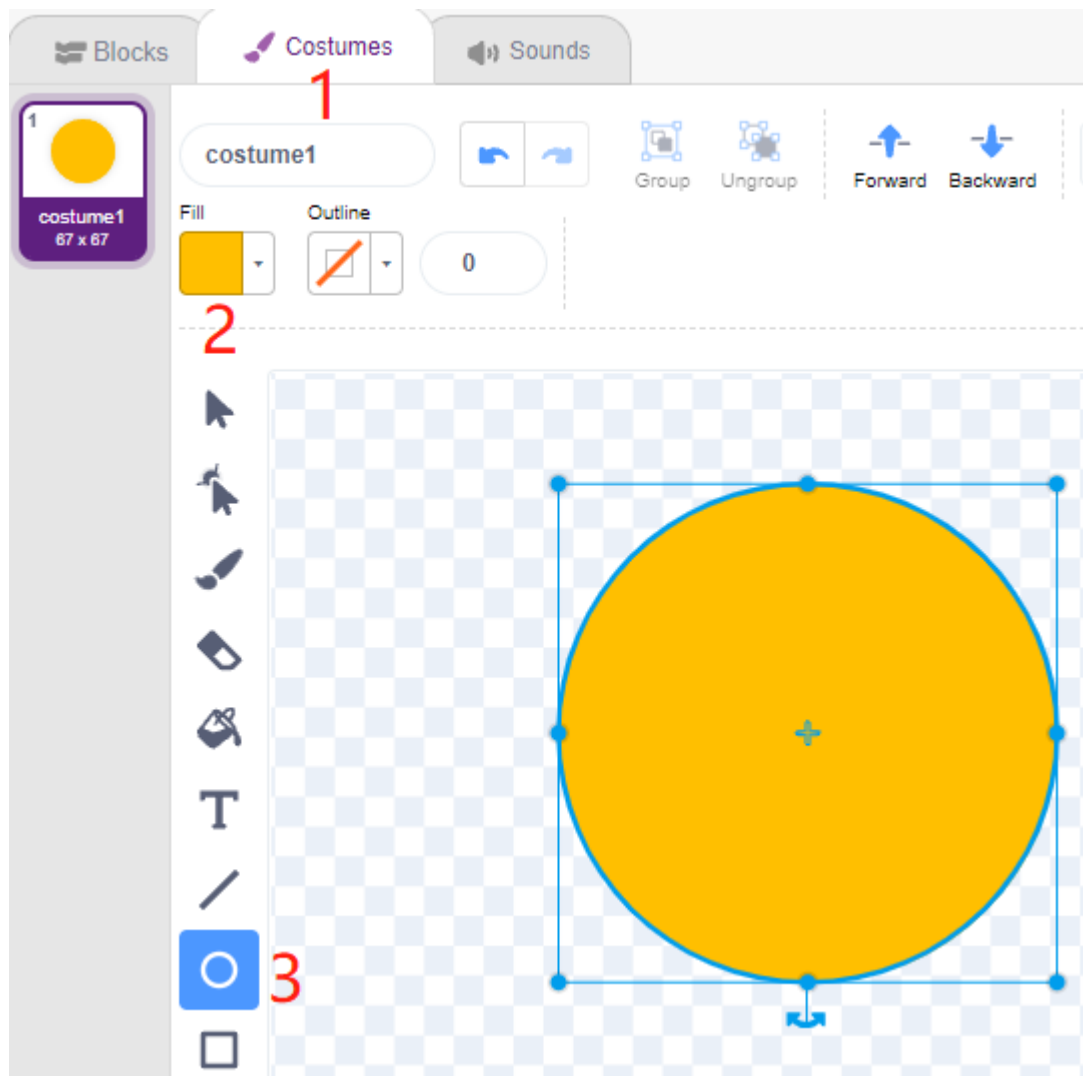 Blocks
Costumes
Sounds
1
1
costume1
67 x 67
costume1
Group
Ungroup
Forward
Backward
Fill
Outline
0
2
T
3